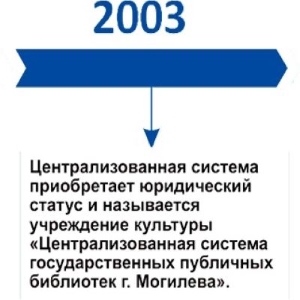 2003
Централизованная система
приобретает юридический
статус и называется
учреждение культуры
«Централизованная система
государственных публичных
библиотек г. Могилева».